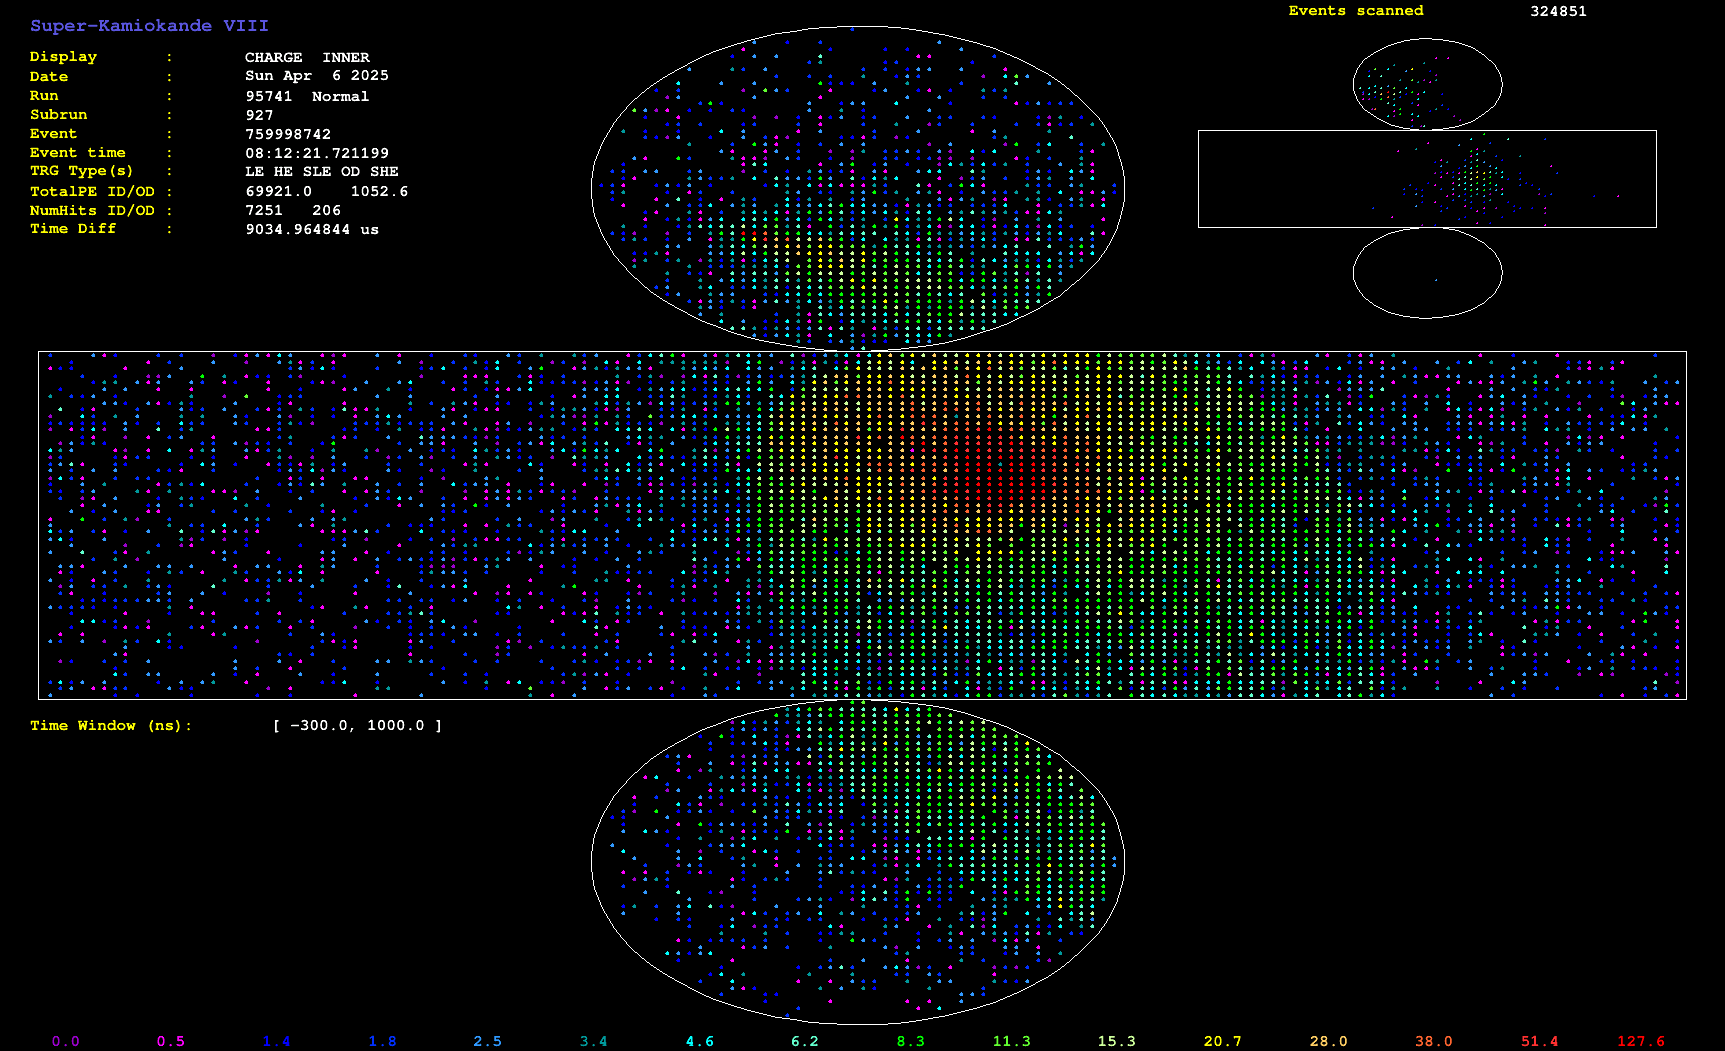 Super-Kamiokande VIII
Events scanned 324851
Display : CHARGE INNER
Date : Sun Apr 6 2025
Run : 95741 Normal
Subrun : 927
Event : 759998742
Event time : 08:12:21.721199
TRG Type(s) : LE HE SLE OD SHE
TotalPE ID/OD : 69921.0 1052.6
NumHits ID/OD : 7251 206
Time Diff : 9034.964844 us
Time Window (ns): [ -300.0, 1000.0 ]
0.0 0.5 1.4 1.8 2.5 3.4 4.6 6.2 8.3 11.3 15.3 20.7 28.0 38.0 51.4 127.6